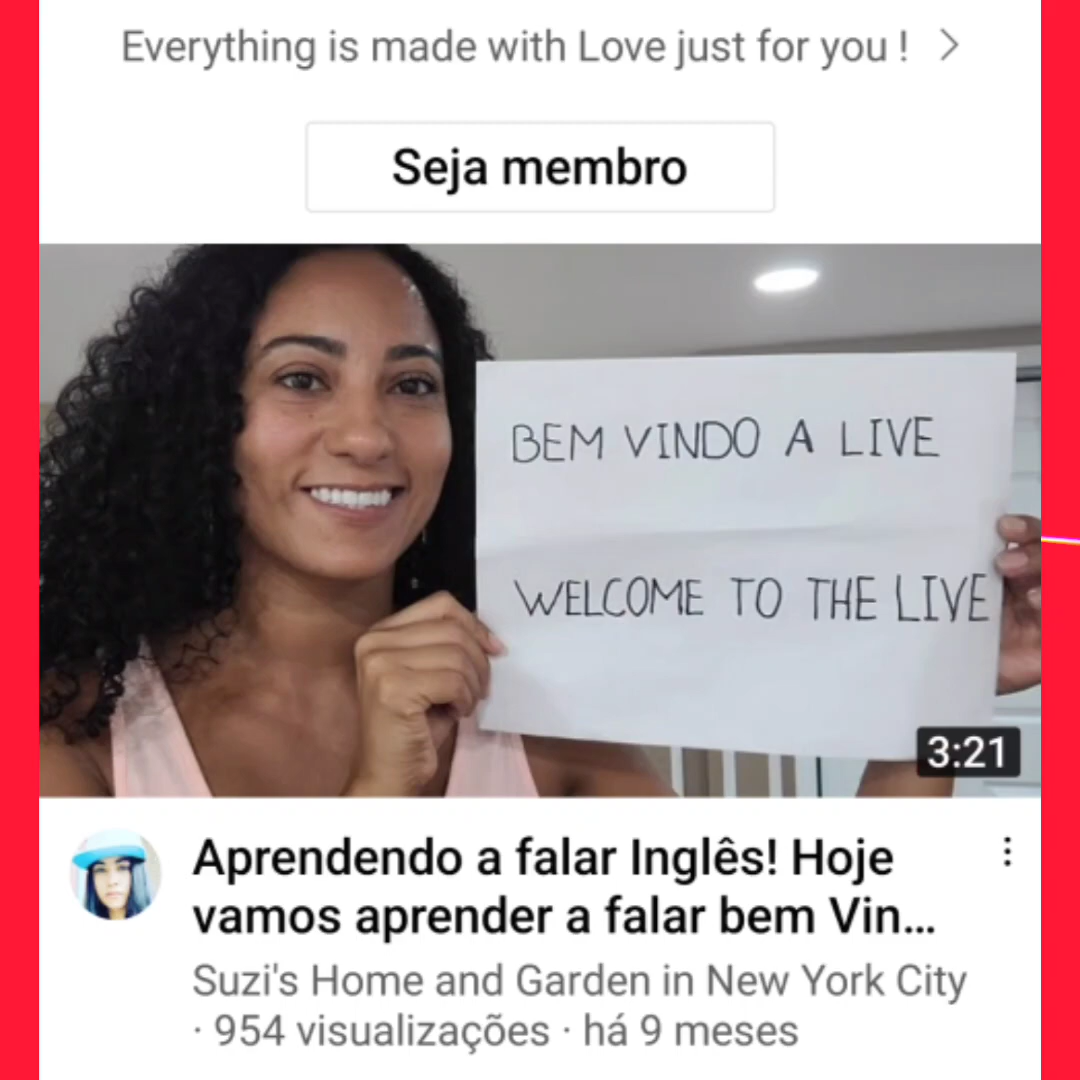 Everything is made with Love just for you !
Seja membro
BEM VINDO A LIVE
WELCOME TO THE LIVE
3:21
Aprendendo a falar Inglês! Hoje
vamos aprender a falar bem Vin...
Suzi's Home and Garden in New York City
· 954 visualizações · há 9 meses